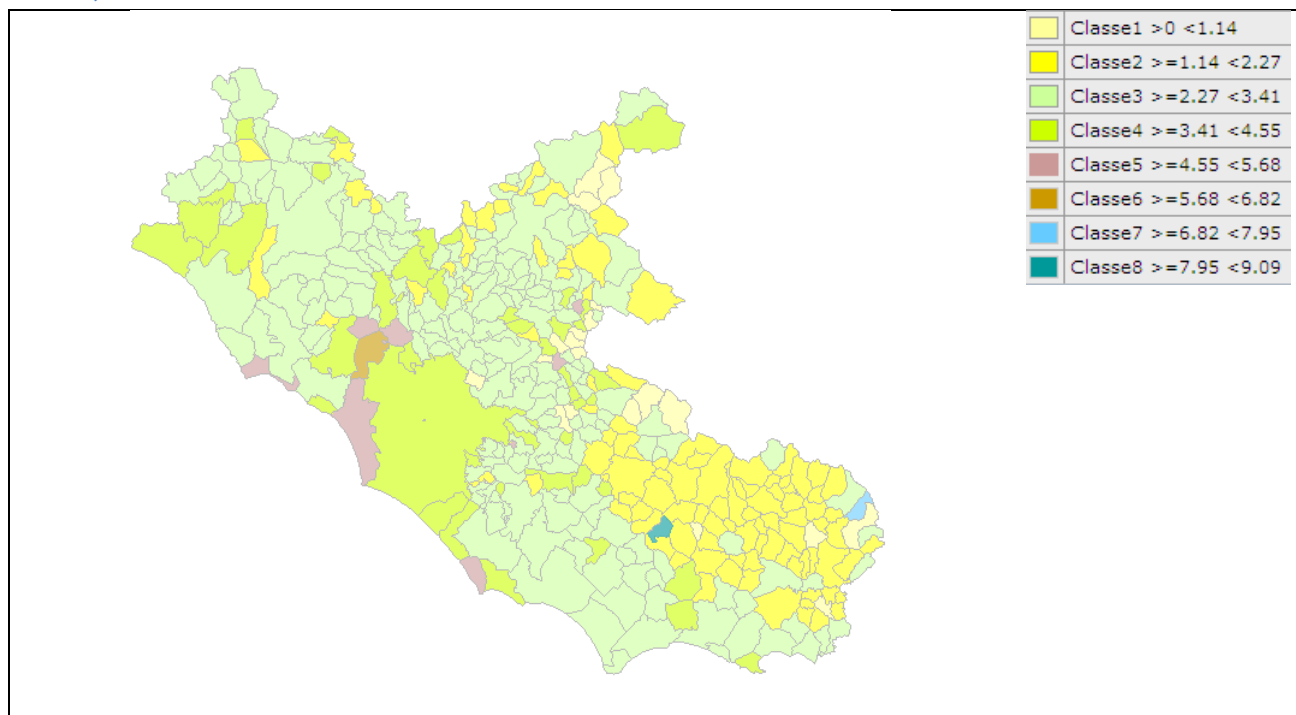 Classe1 >0 <1.14
Classe2 >=1.14 <2.27
Classe3 >=2.27 <3.41
Classe4 >=3.41 <4.55
Classe5 >=4.55 <5.68
Classe6 >=5.68 <6.82
Classe7 >=6.82 <7.95
Classe8 >=7.95 <9.09